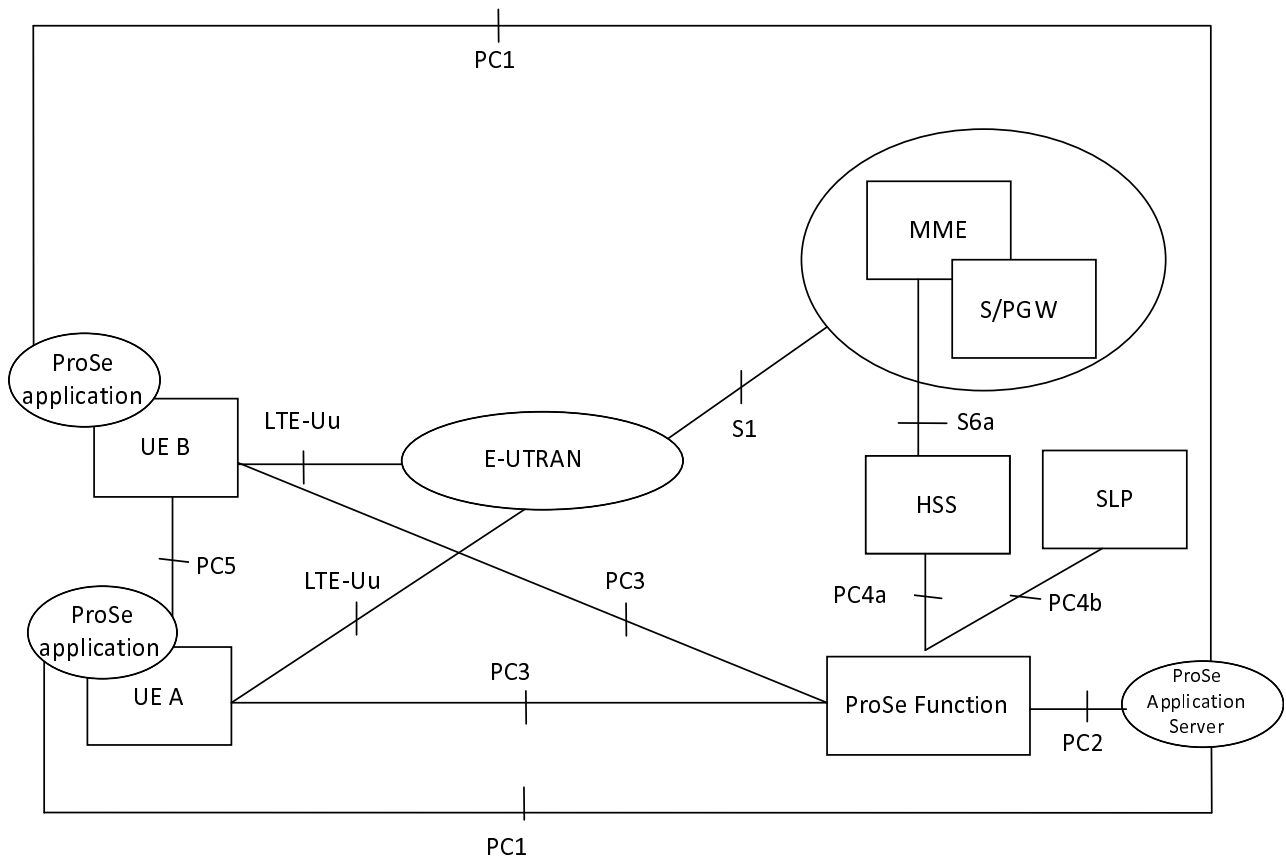 PC1
MME
S/PGW
ProSe
application
UE B
LTE-Uu
E-UTRAN
S1
S6a
HSS
SLP
PC5
LTE-Uu
PC3
PC4a
PC4b
ProSe
application
UE A
PC3
ProSe Function
ProSe
Application
Server
PC2
PC1